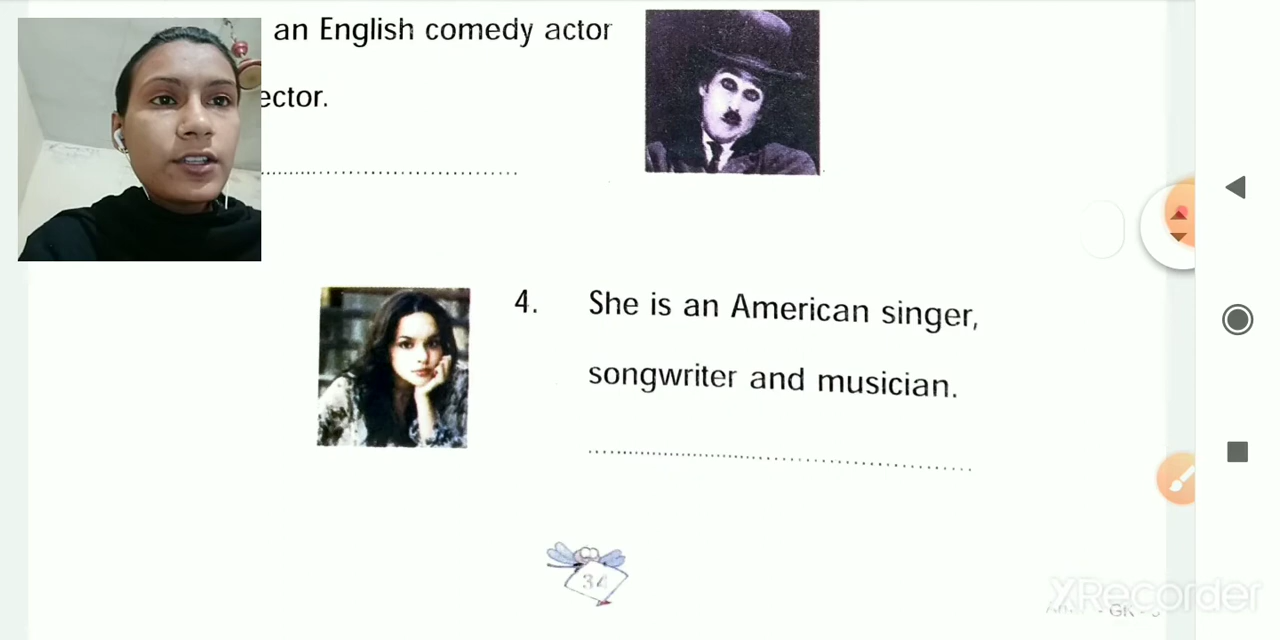 an English comedy actor
ector.
4. She is an American singer,
songwriter and musician.
34
XRecorder